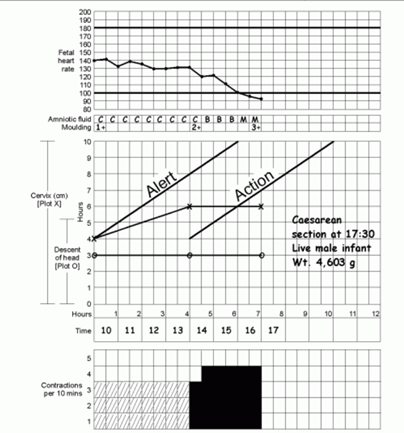 200
190
180
170
Fetal 160
heart 150
rate 140
130
120
110
100
90
80
Amniotic fluid C C C C C C C C C B B B M M
Moulding 1+ 2+ 3+
10
9
Alert
Action
8
7
Cervix (cm)
[Plot X]
Hours
6
5
4
Descent
of head
[Plot O]
3
2
1
0
Caesarean
section at 17:30
Live male infant
Wt. 4,603 g
Hours 1 2 3 4 5 6 7 8 9 10 11 12
Time 10 11 12 13 14 15 16 17
5
4
Contractions
per 10 mins
3
2
1